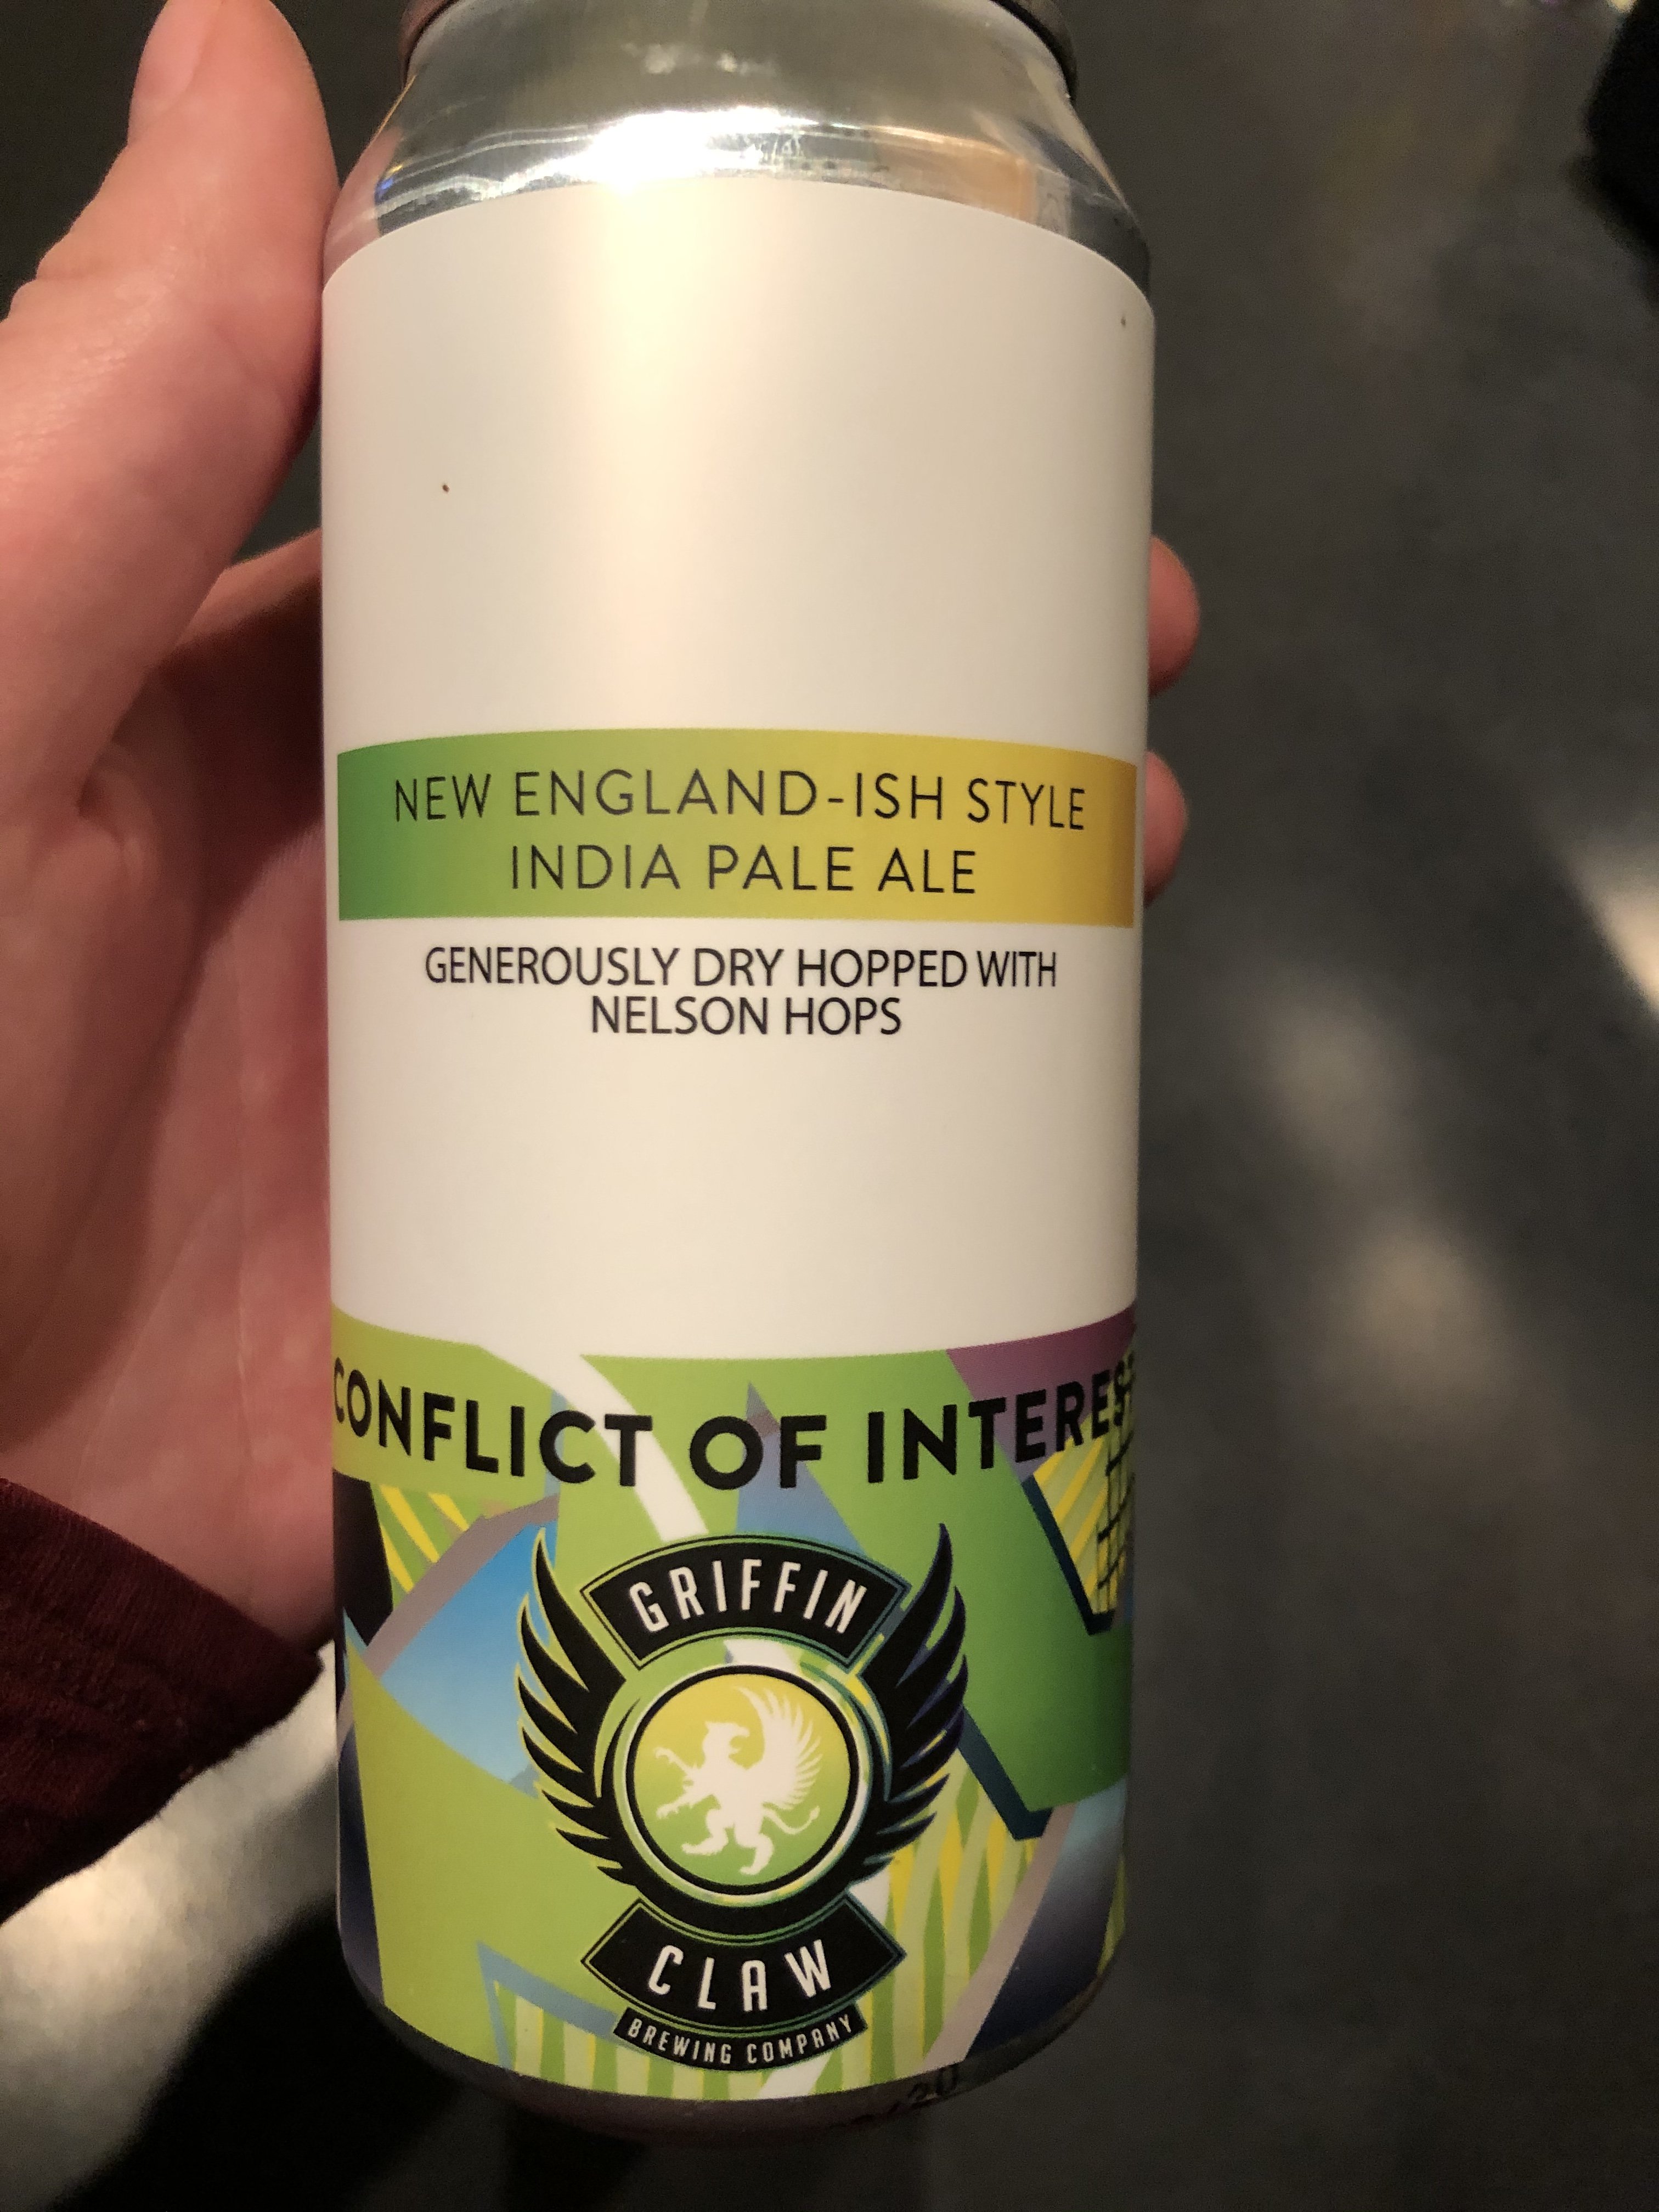 NEW ENGLAND-ISH STYLE
INDIA PALE ALE
GENEROUSLY DRY HOPPED WITH
NELSON HOPS
CONFLICT OF INTEREST
GRIFFIN
CLAW
BREWING COMPANY